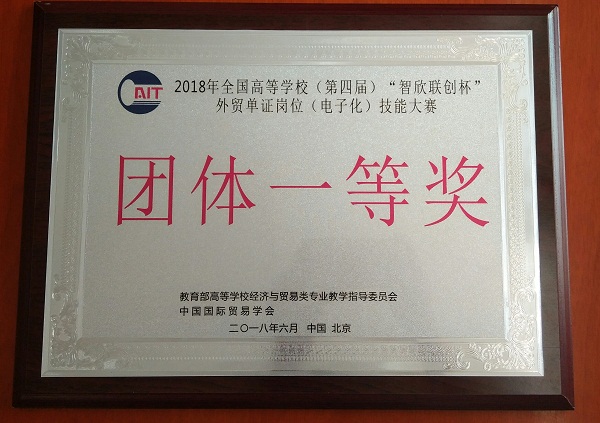 CAIT
2018年全国高等学校（第四届）“智欣联创杯”
外贸单证岗位（电子化）技能大赛
团体一等奖
教育部高等学校经济与贸易类专业教学指导委员会
中国国际贸易学会
二〇一八年六月 中国 北京